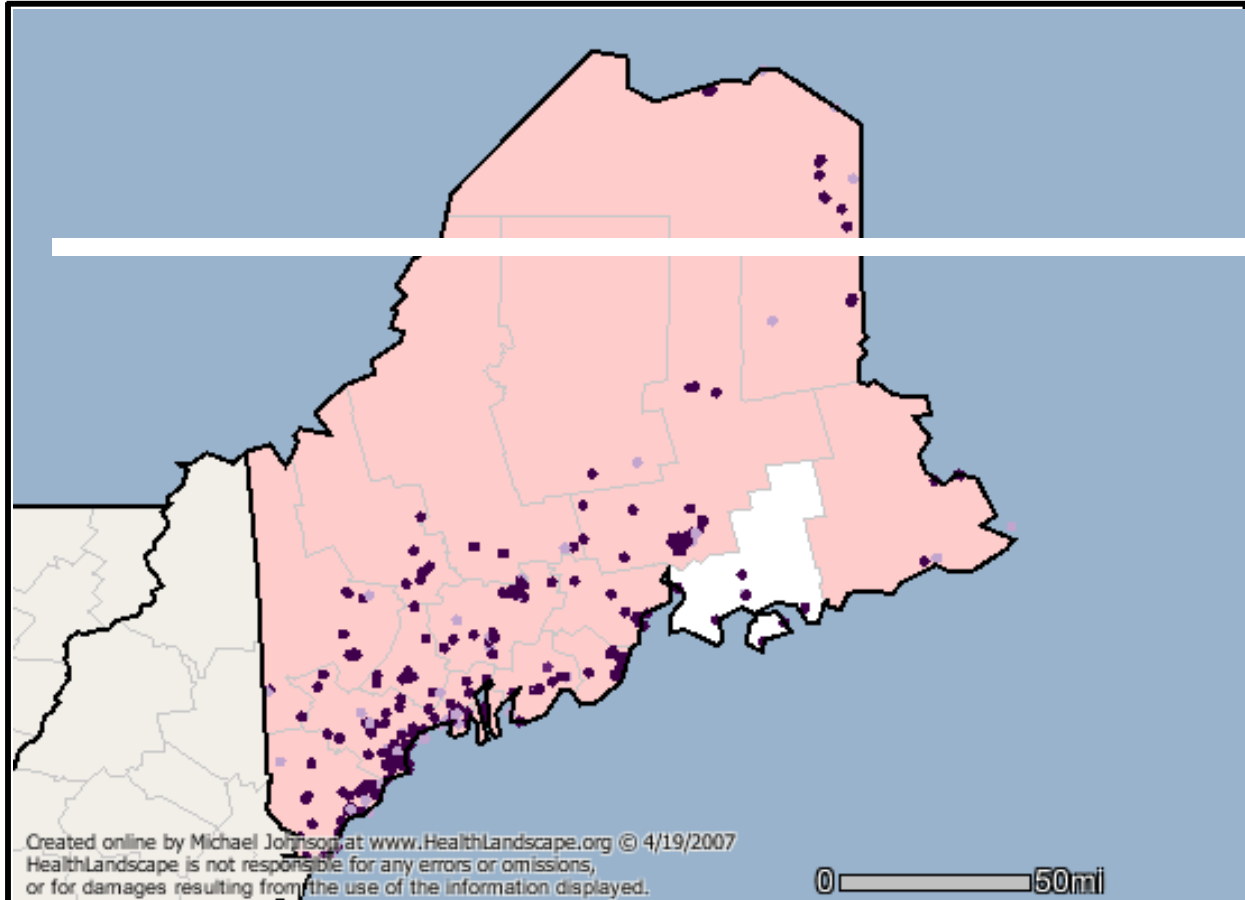 Created online by Michael Johnson at www.HealthLandscape.org © 4/19/2007
HealthLandscape is not responsible for any errors or omissions,
or for damages resulting from the use of the information displayed.
0 50mi